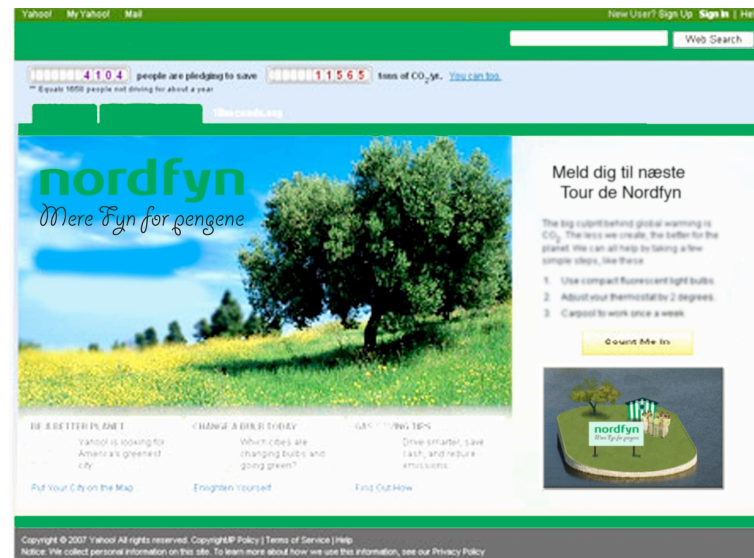 Yahoo! My Yahoo! Mail New User? Sign Up Sign In | Hel
Web Search
4104 people are pledging to save 11565 tons of CO2/yr. You can too.
** Equals 1650 people not driving for about a year
nordfyn
Mere Fyn for pengene
Meld dig til næste
Tour de Nordfyn
The big culprit behind global warming is
CO2. The less we create, the better for the
planet. We can all help by taking a few
simple steps, like these
1. Use compact fluorescent light bulbs.
2. Adjust your thermostat by 2 degrees.
3. Carpool to work once a week.
Count Me In
nordfyn
Mere Fyn for pengene
BE A BETTER PLANET
Yahoo! is looking for
America's greenest
city
Put Your City on the Map
CHANGE A BULB TODAY
Which cities are
changing bulbs and
going green?
Enlighten Yourself
GAS SAVING TIPS
Drive smarter, save
cash, and reduce
emissions.
Find Out How
Copyright © 2007 Yahoo! All rights reserved. Copyright/IP Policy | Terms of Service | Help
Notice: We collect personal information on this site. To learn more about how we use this information, see our Privacy Policy